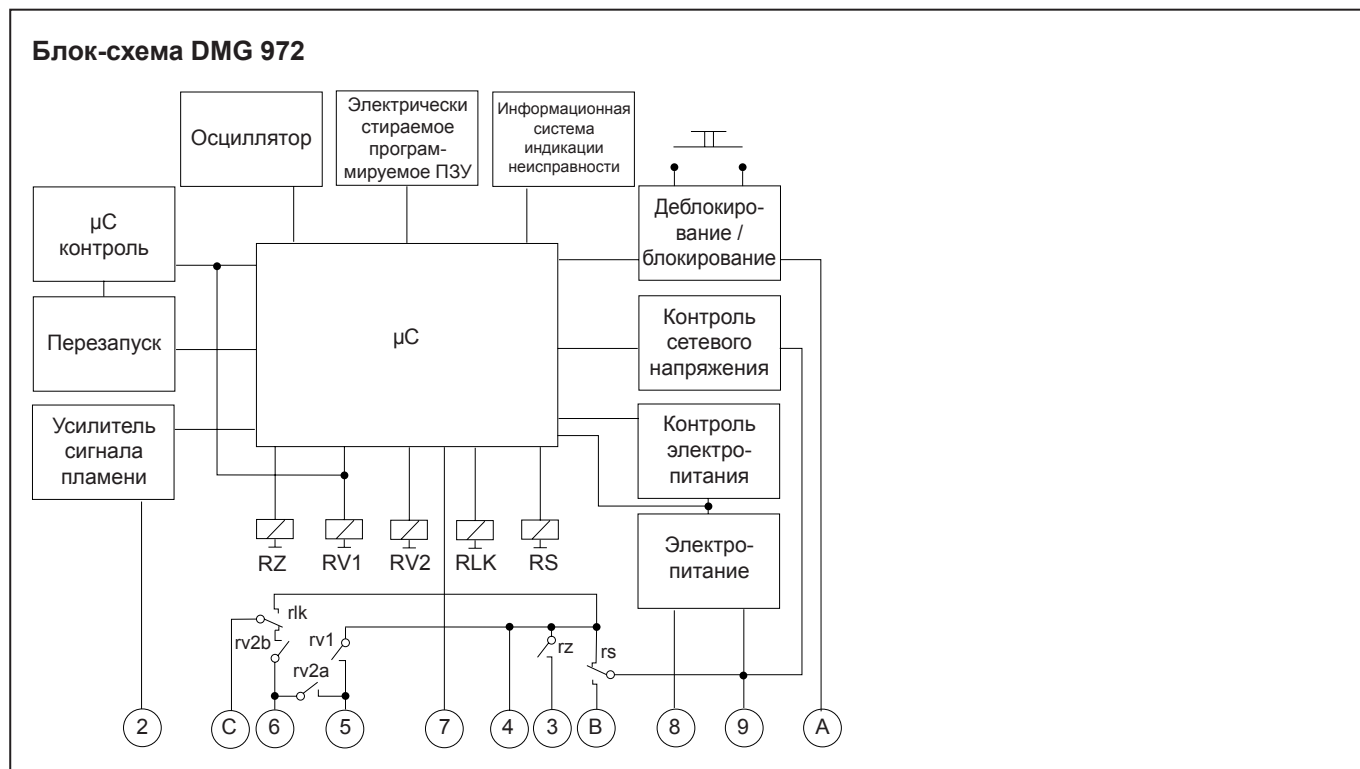 Блок-схема DMG 972
Осциллятор
Электрически
стираемое
програм-
мируемое ПЗУ
Информационная
система
индикации
неисправности
µC
контроль
Деблокиро-
вание /
блокирование
Перезапуск
µC
Контроль
сетевого
напряжения
Усилитель
сигнала
пламени
Контроль
электро-
питания
Электро-
питание
RZ
RV1
RV2
RLK
RS
rlk
rv2b
rv1
rv2a
rz
rs
2
C
6
5
7
4
3
B
8
9
A